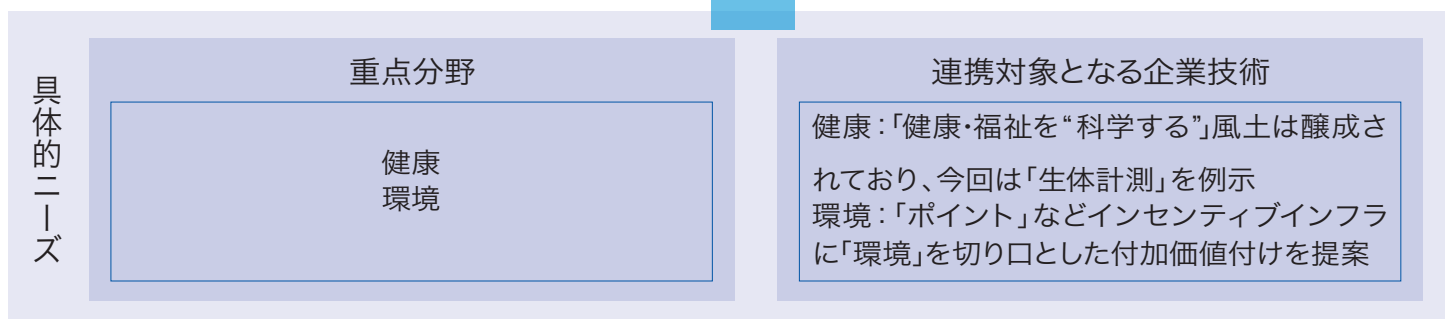 具体的ニーズ
重点分野
健康
環境
連携対象となる企業技術
健康：「健康・福祉を“科学する”」風土は醸成さ
れており、今回は「生体計測」を例示
環境：「ポイント」などインセンティブインフラ
に「環境」を切り口とした付加価値付けを提案